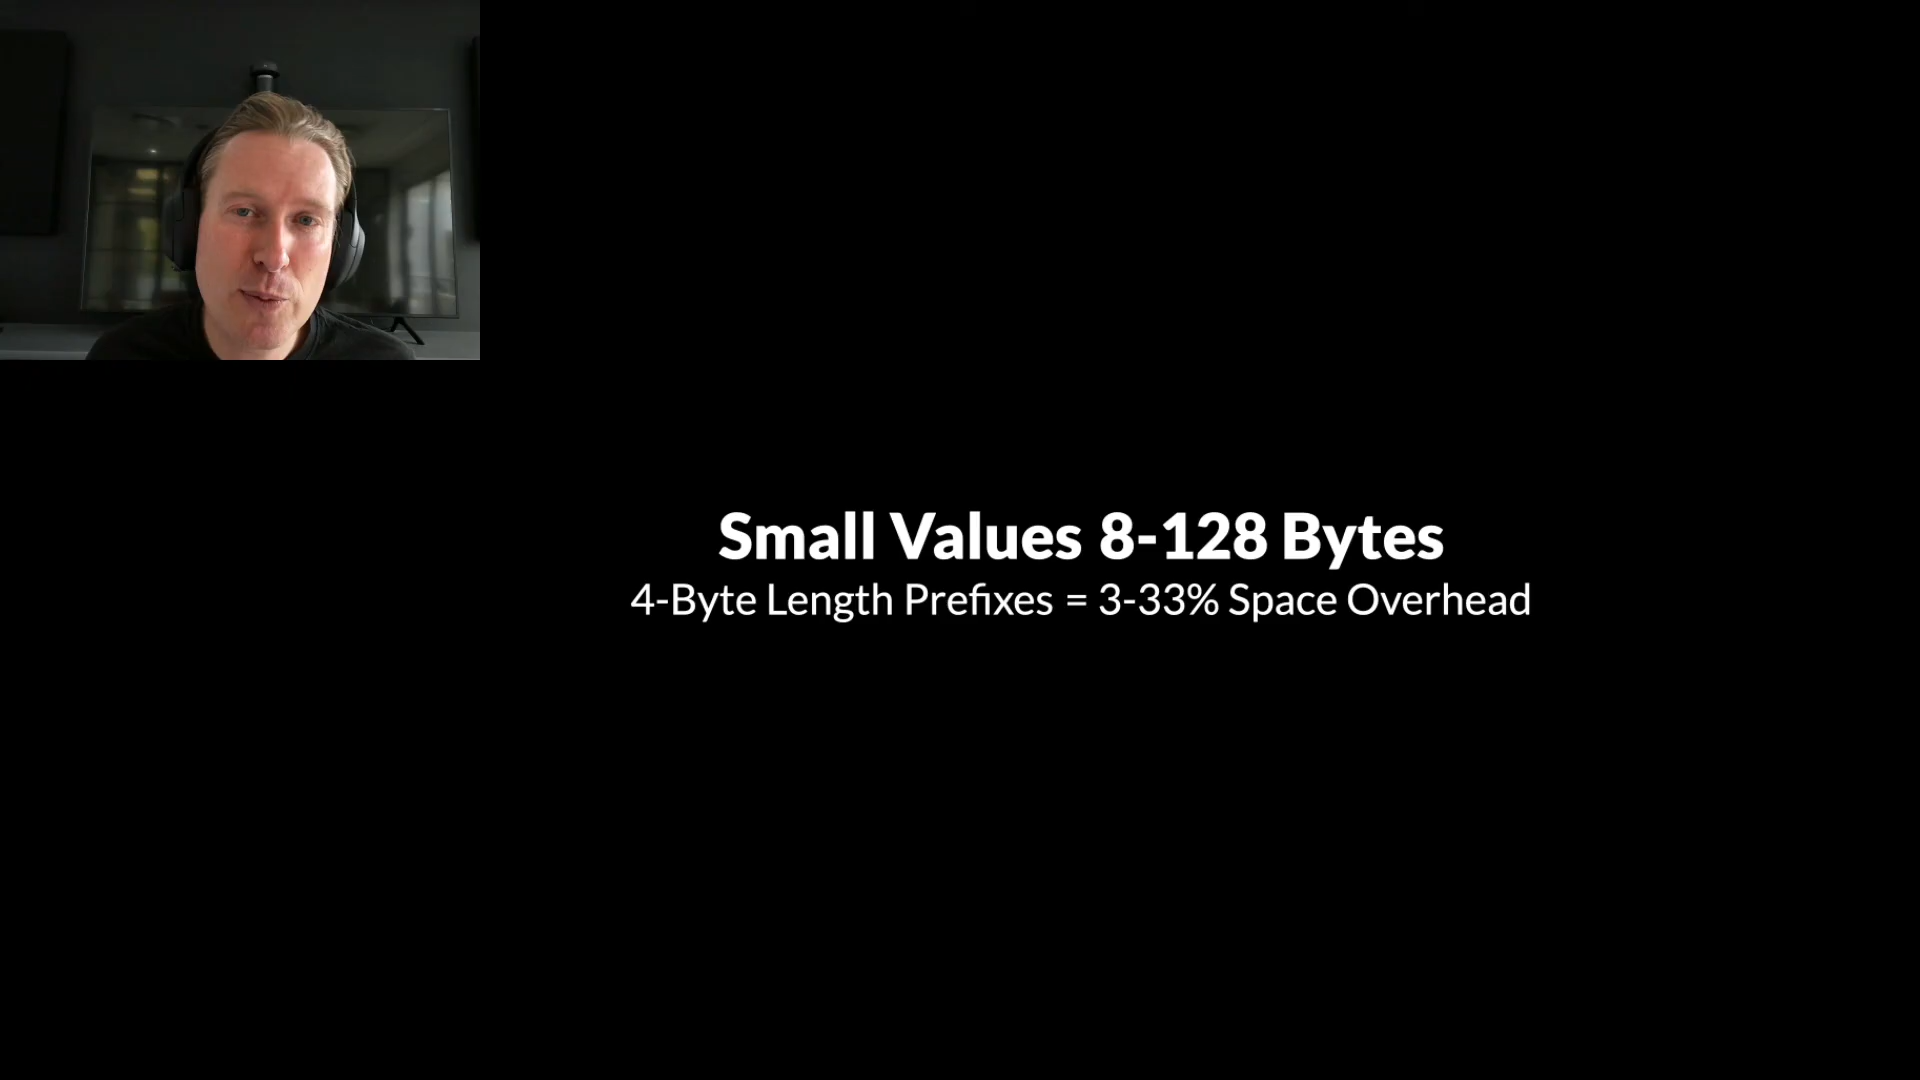 Small Values 8-128 Bytes
4-Byte Length Prefixes = 3-33% Space Overhead